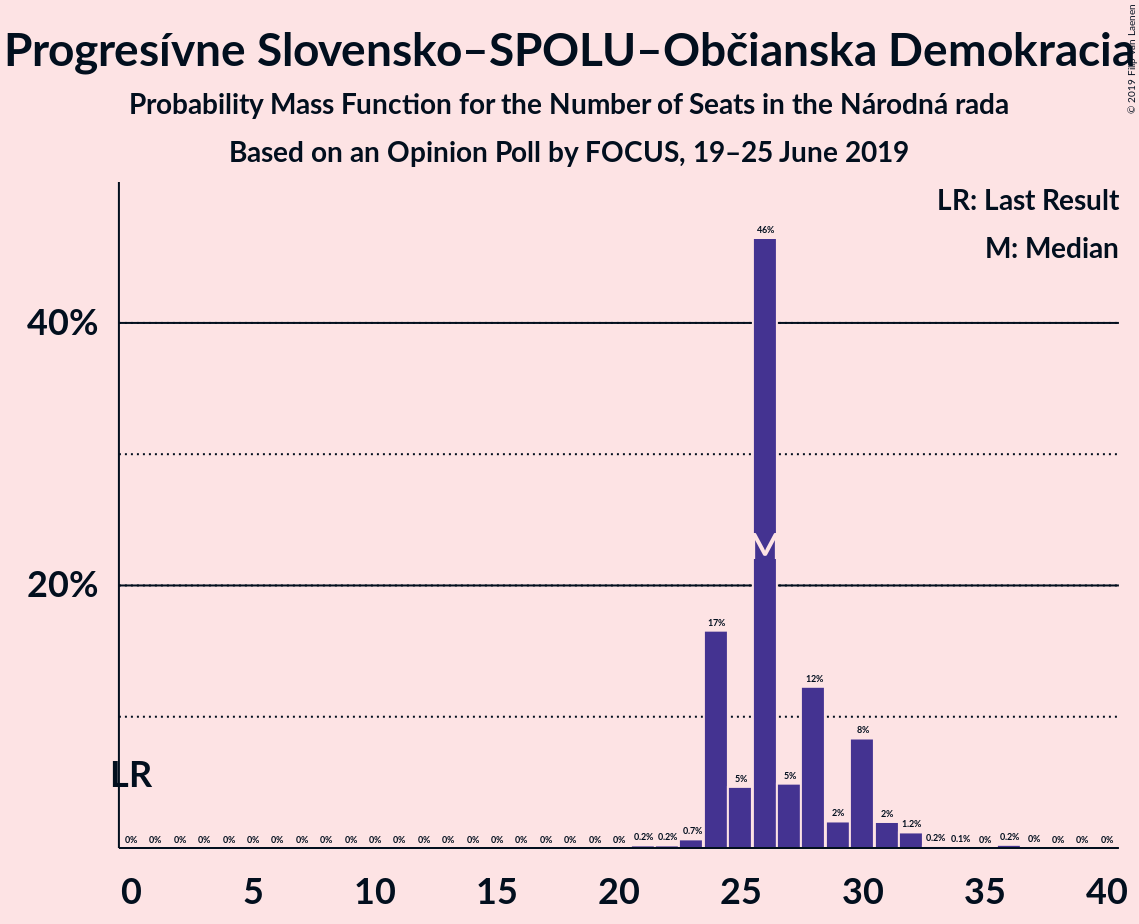 Progresívne Slovensko–SPOLU–Občianska Demokracia
© 2019 Filip van Laenen
Probability Mass Function for the Number of Seats in the Národná rada
Based on an Opinion Poll by FOCUS, 19–25 June 2019
LR: Last Result
M: Median
46%
40%
M
20%
17%
12%
8%
LR
5%
5%
2%
2%
1.2%
0% 0% 0% 0% 0% 0% 0% 0% 0% 0% 0% 0% 0% 0% 0% 0% 0% 0% 0% 0% 0% 0.2% 0.2% 0.7% 0.2% 0.1% 0% 0.2% 0% 0% 0% 0%
0 5 10 15 20 25 30 35 40